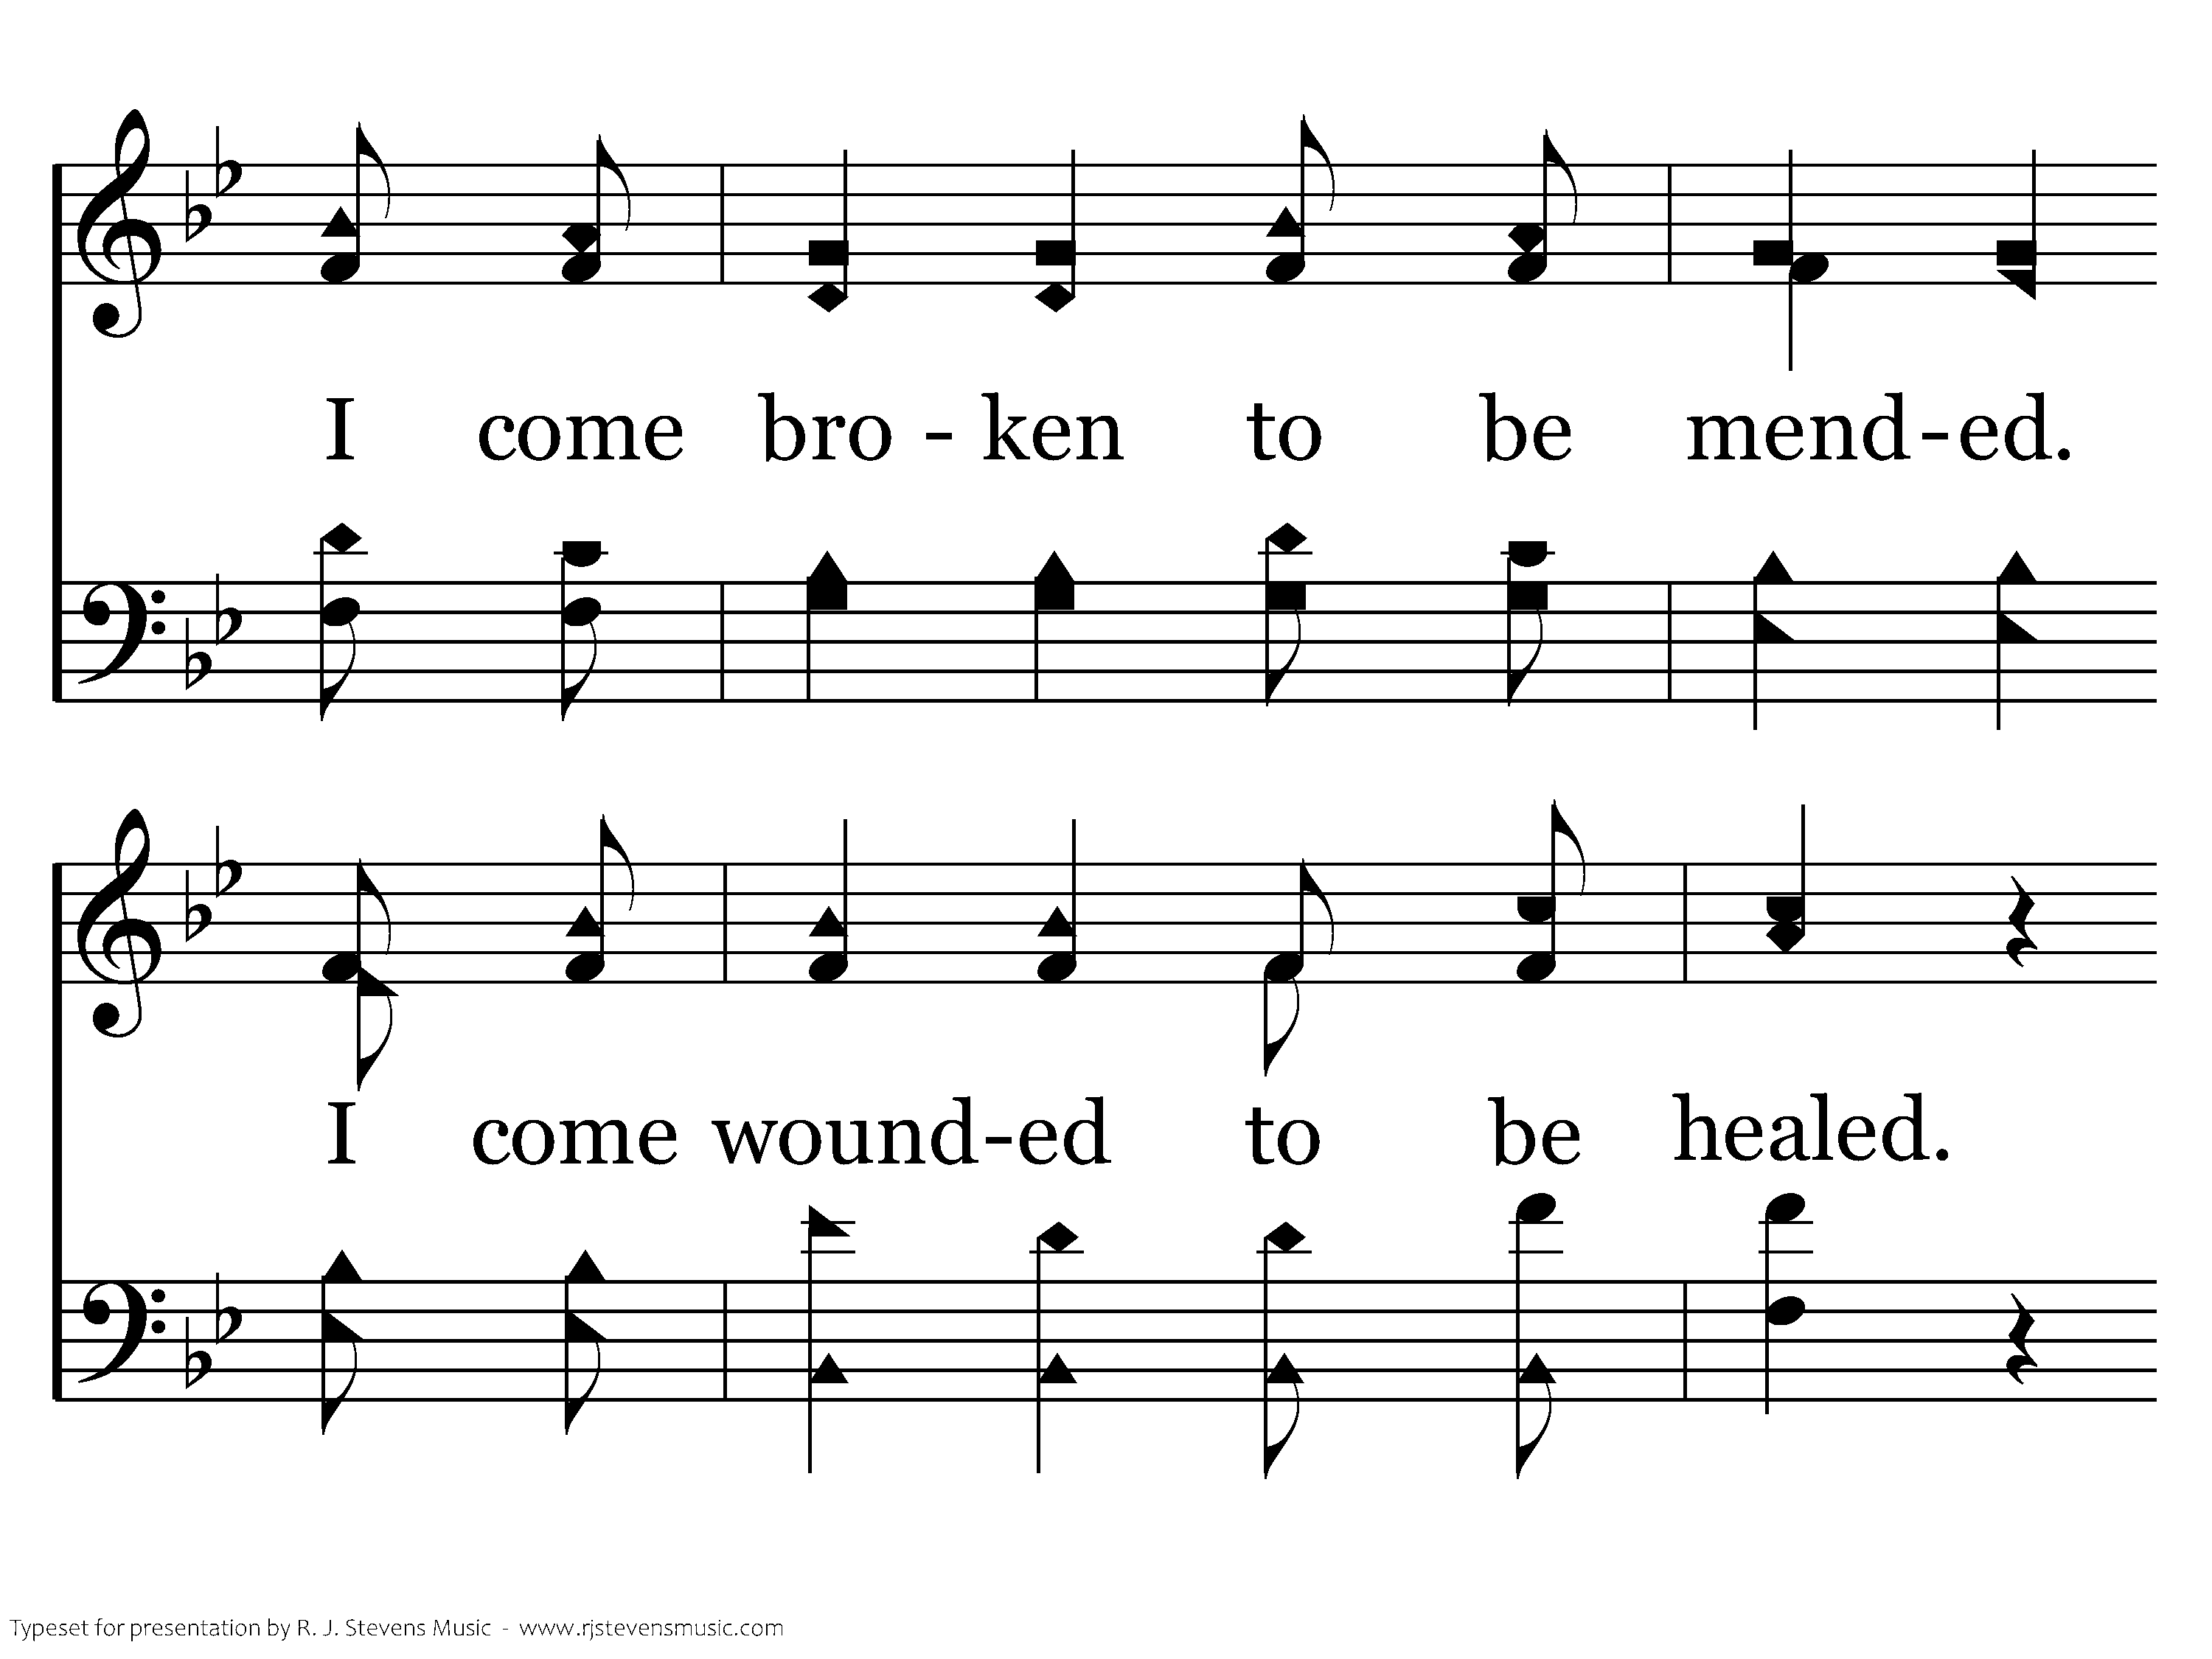 I come bro - ken to be mend-ed.
I come wound-ed to be healed.
Typeset for presentation by R. J. Stevens Music - www.rjstevensmusic.com